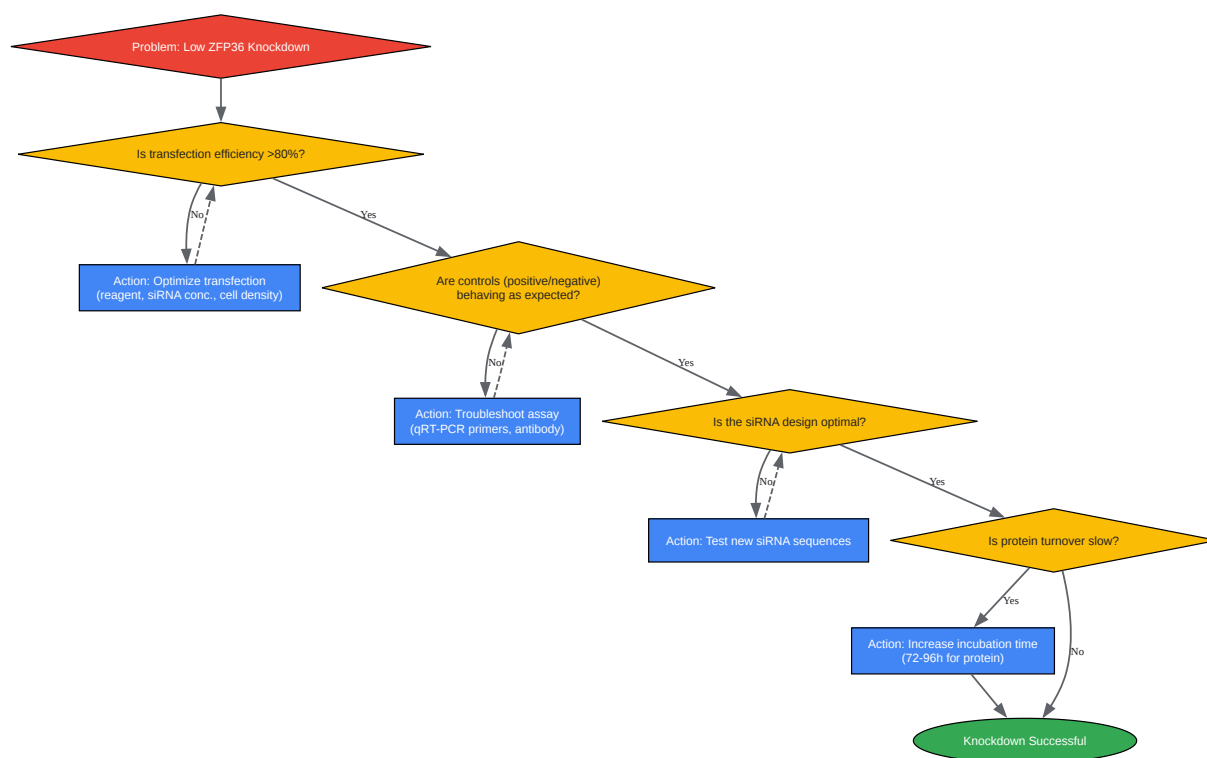 Problem: Low ZFP36 Knockdown
Is transfection efficiency >80%?
No
Yes
Action: Optimize transfection
(reagent, siRNA conc., cell density)
Are controls (positive/negative)
behaving as expected?
No
Yes
Action: Troubleshoot assay
(qRT-PCR primers, antibody)
Is the siRNA design optimal?
No
Yes
Action: Test new siRNA sequences
Is protein turnover slow?
Yes
No
Action: Increase incubation time
(72-96h for protein)
Knockdown Successful